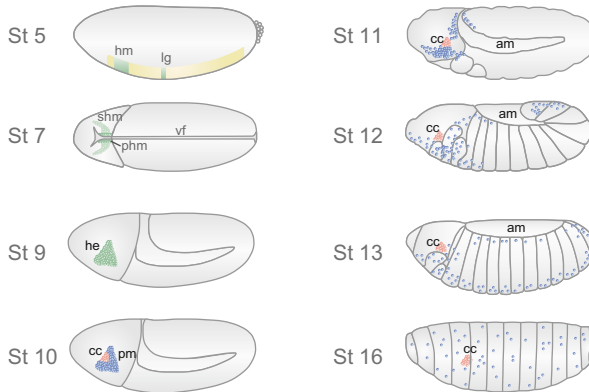 St 5
hm
lg
St 7
shm
vf
phm
St 9
he
St 10
cc
pm
St 11
cc
am
St 12
am
cc
St 13
am
cc
St 16
cc